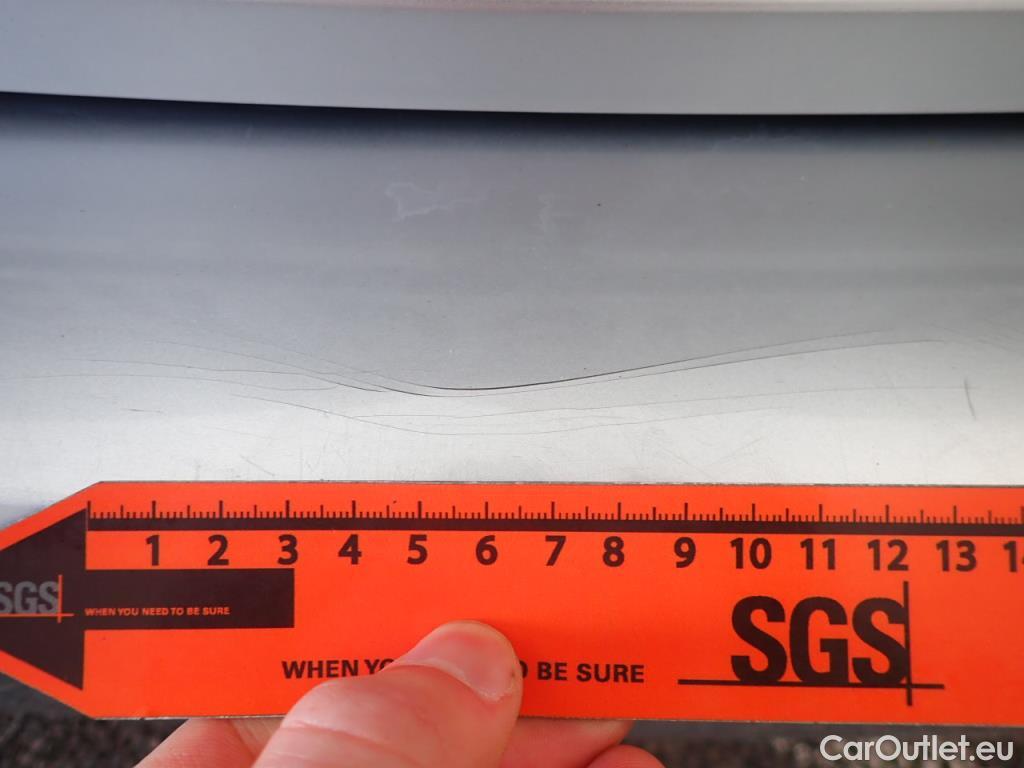 1 2 3 4 5 6 7 8 9 10 11 12 13
SGS
WHEN YOU NEED TO BE SURE
WHEN TO BE SURE
SGS
CarOutlet.eu